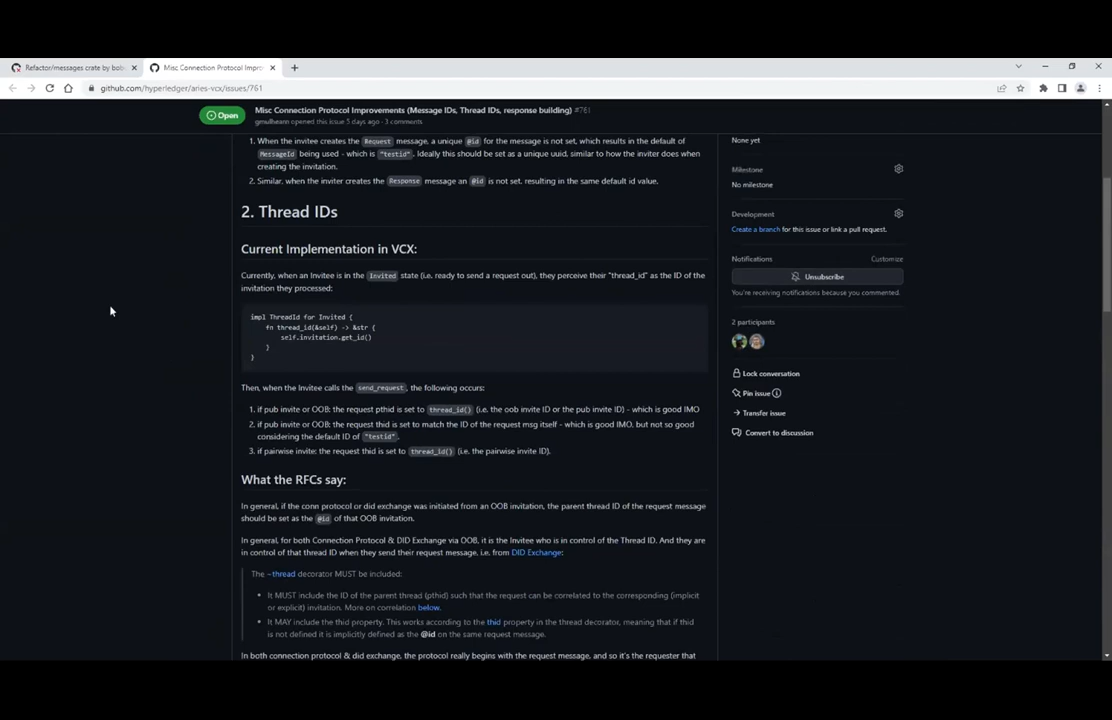 Refactor/messages crate by bob
Misc Connection Protocol Impr
github.com/hyperledger/aries-vcx/issues/761
Open
Misc Connection Protocol Improvements (Message IDs, Thread IDs, response building) #761
gmulhearn opened this issue 5 days ago · 3 comments
1. When the invitee creates the Request message, a unique @id for the message is not set, which results in the default of
MessageId being used - which is "testid". Ideally this should be set as a unique uuid, similar to how the inviter does when
creating the invitation.
2. Similar, when the inviter creates the Response message an @id is not set, resulting in the same default id value.
2. Thread IDs
Current Implementation in VCX:
Currently, when an Invitee is in the Invited state (i.e. ready to send a request out), they perceive their "thread_id" as the ID of the
invitation they processed:
impl ThreadId for Invited {
fn thread_id(&self) -> &str {
self.invitation.get_id()
}
}
Then, when the Invitee calls the send_request, the following occurs:
1. if pub invite or OOB: the request pthid is set to thread_id() (i.e. the oob invite ID or the pub invite ID) - which is good IMO
2. if pub invite or OOB: the request thid is set to match the ID of the request msg itself - which is good IMO, but not so good
considering the default ID of "testid".
3. if pairwise invite: the request thid is set to thread_id() (i.e. the pairwise invite ID).
What the RFCs say:
In general, if the conn protocol or did exchange was initiated from an OOB invitation, the parent thread ID of the request message
should be set as the @id of that OOB invitation.
In general, for both Connection Protocol & DID Exchange via OOB, it is the Invitee who is in control of the Thread ID. And they are
in control of that thread ID when they send their request message, i.e. from DID Exchange:
The ~thread decorator MUST be included:
• It MUST include the ID of the parent thread (pthid) such that the request can be correlated to the corresponding (implicit
or explicit) invitation. More on correlation below.
• It MAY include the thid property. This works according to the thid property in the thread decorator, meaning that if thid
is not defined it is implicitly defined as the @id on the same request message.
In both connection protocol & did exchange, the protocol really begins with the request message, and so it's the requester that
None yet
Milestone
No milestone
Development
Create a branch for this issue or link a pull request.
Notifications
Customize
Unsubscribe
You're receiving notifications because you commented.
2 participants
Lock conversation
Pin issue
Transfer issue
Convert to discussion